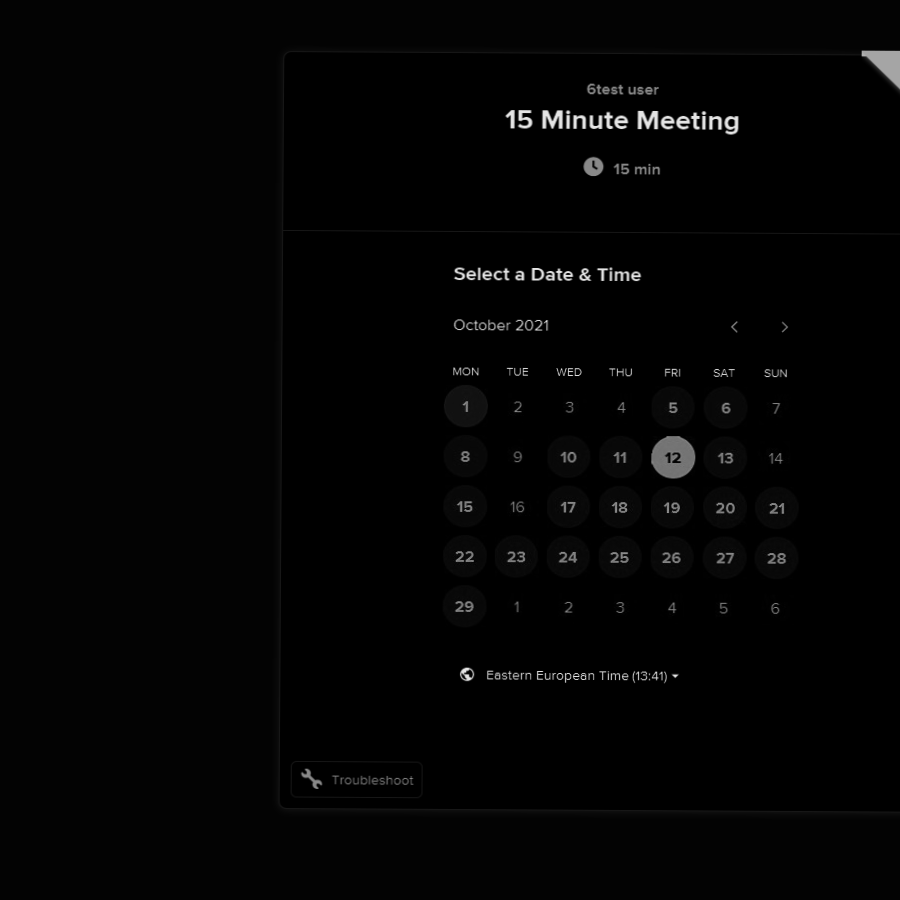 6test user
15 Minute Meeting
15 min
Select a Date & Time
October 2021
MON TUE WED THU FRI SAT SUN
1 2 3 4 5 6 7
8 9 10 11 12 13 14
15 16 17 18 19 20 21
22 23 24 25 26 27 28
29 1 2 3 4 5 6
Eastern European Time (13:41)
Troubleshoot